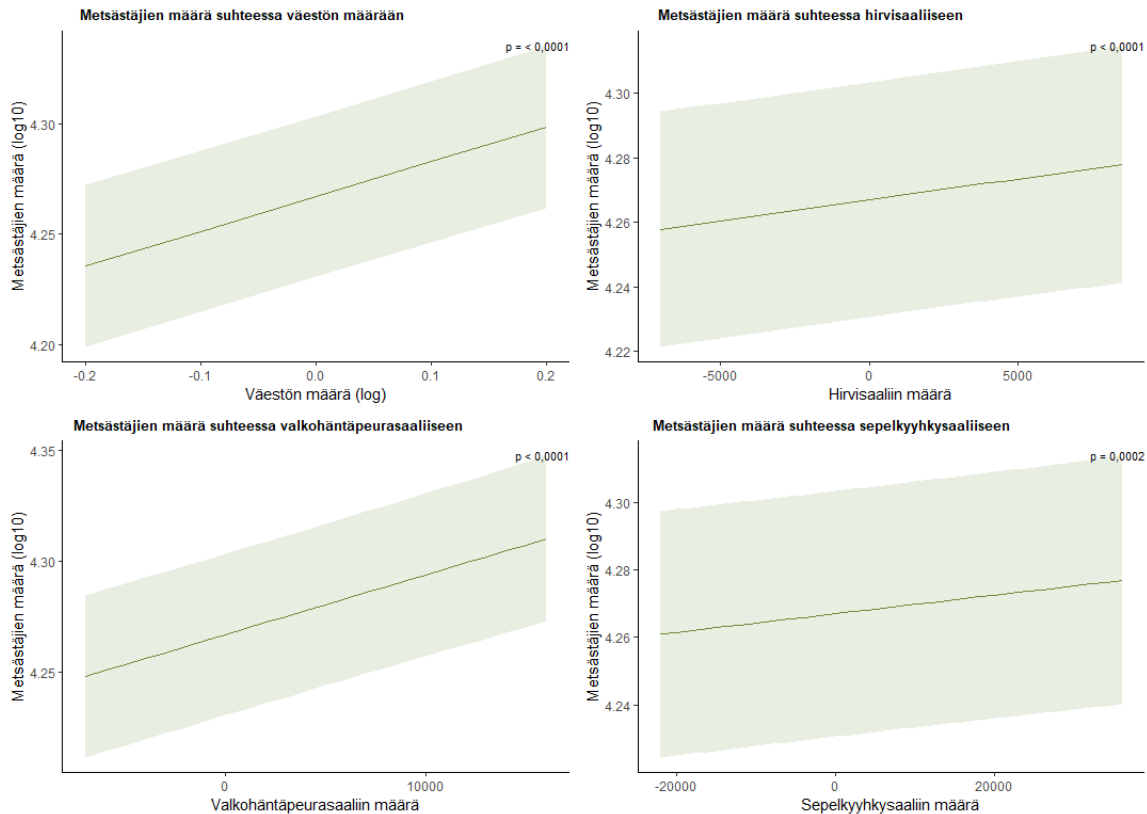 Metsästäjien määrä suhteessa väestön määrään
p = < 0,0001
Metsästäjien määrä (log10)
4.30
4.25
4.20
-0.2
-0.1
0.0
0.1
0.2
Väestön määrä (log)
Metsästäjien määrä suhteessa hirvisaaliiseen
p < 0,0001
Metsästäjien määrä (log10)
4.30
4.28
4.26
4.24
4.22
-5000
0
5000
Hirvisaaliin määrä
Metsästäjien määrä suhteessa valkohäntäpeurasaaliiseen
p < 0,0001
Metsästäjien määrä (log10)
4.35
4.30
4.25
0
10000
Valkohäntäpeurasaaliin määrä
Metsästäjien määrä suhteessa sepelkyyhkysaaliiseen
p = 0,0002
Metsästäjien määrä (log10)
4.30
4.28
4.26
4.24
-20000
0
20000
Sepelkyyhkysaaliin määrä